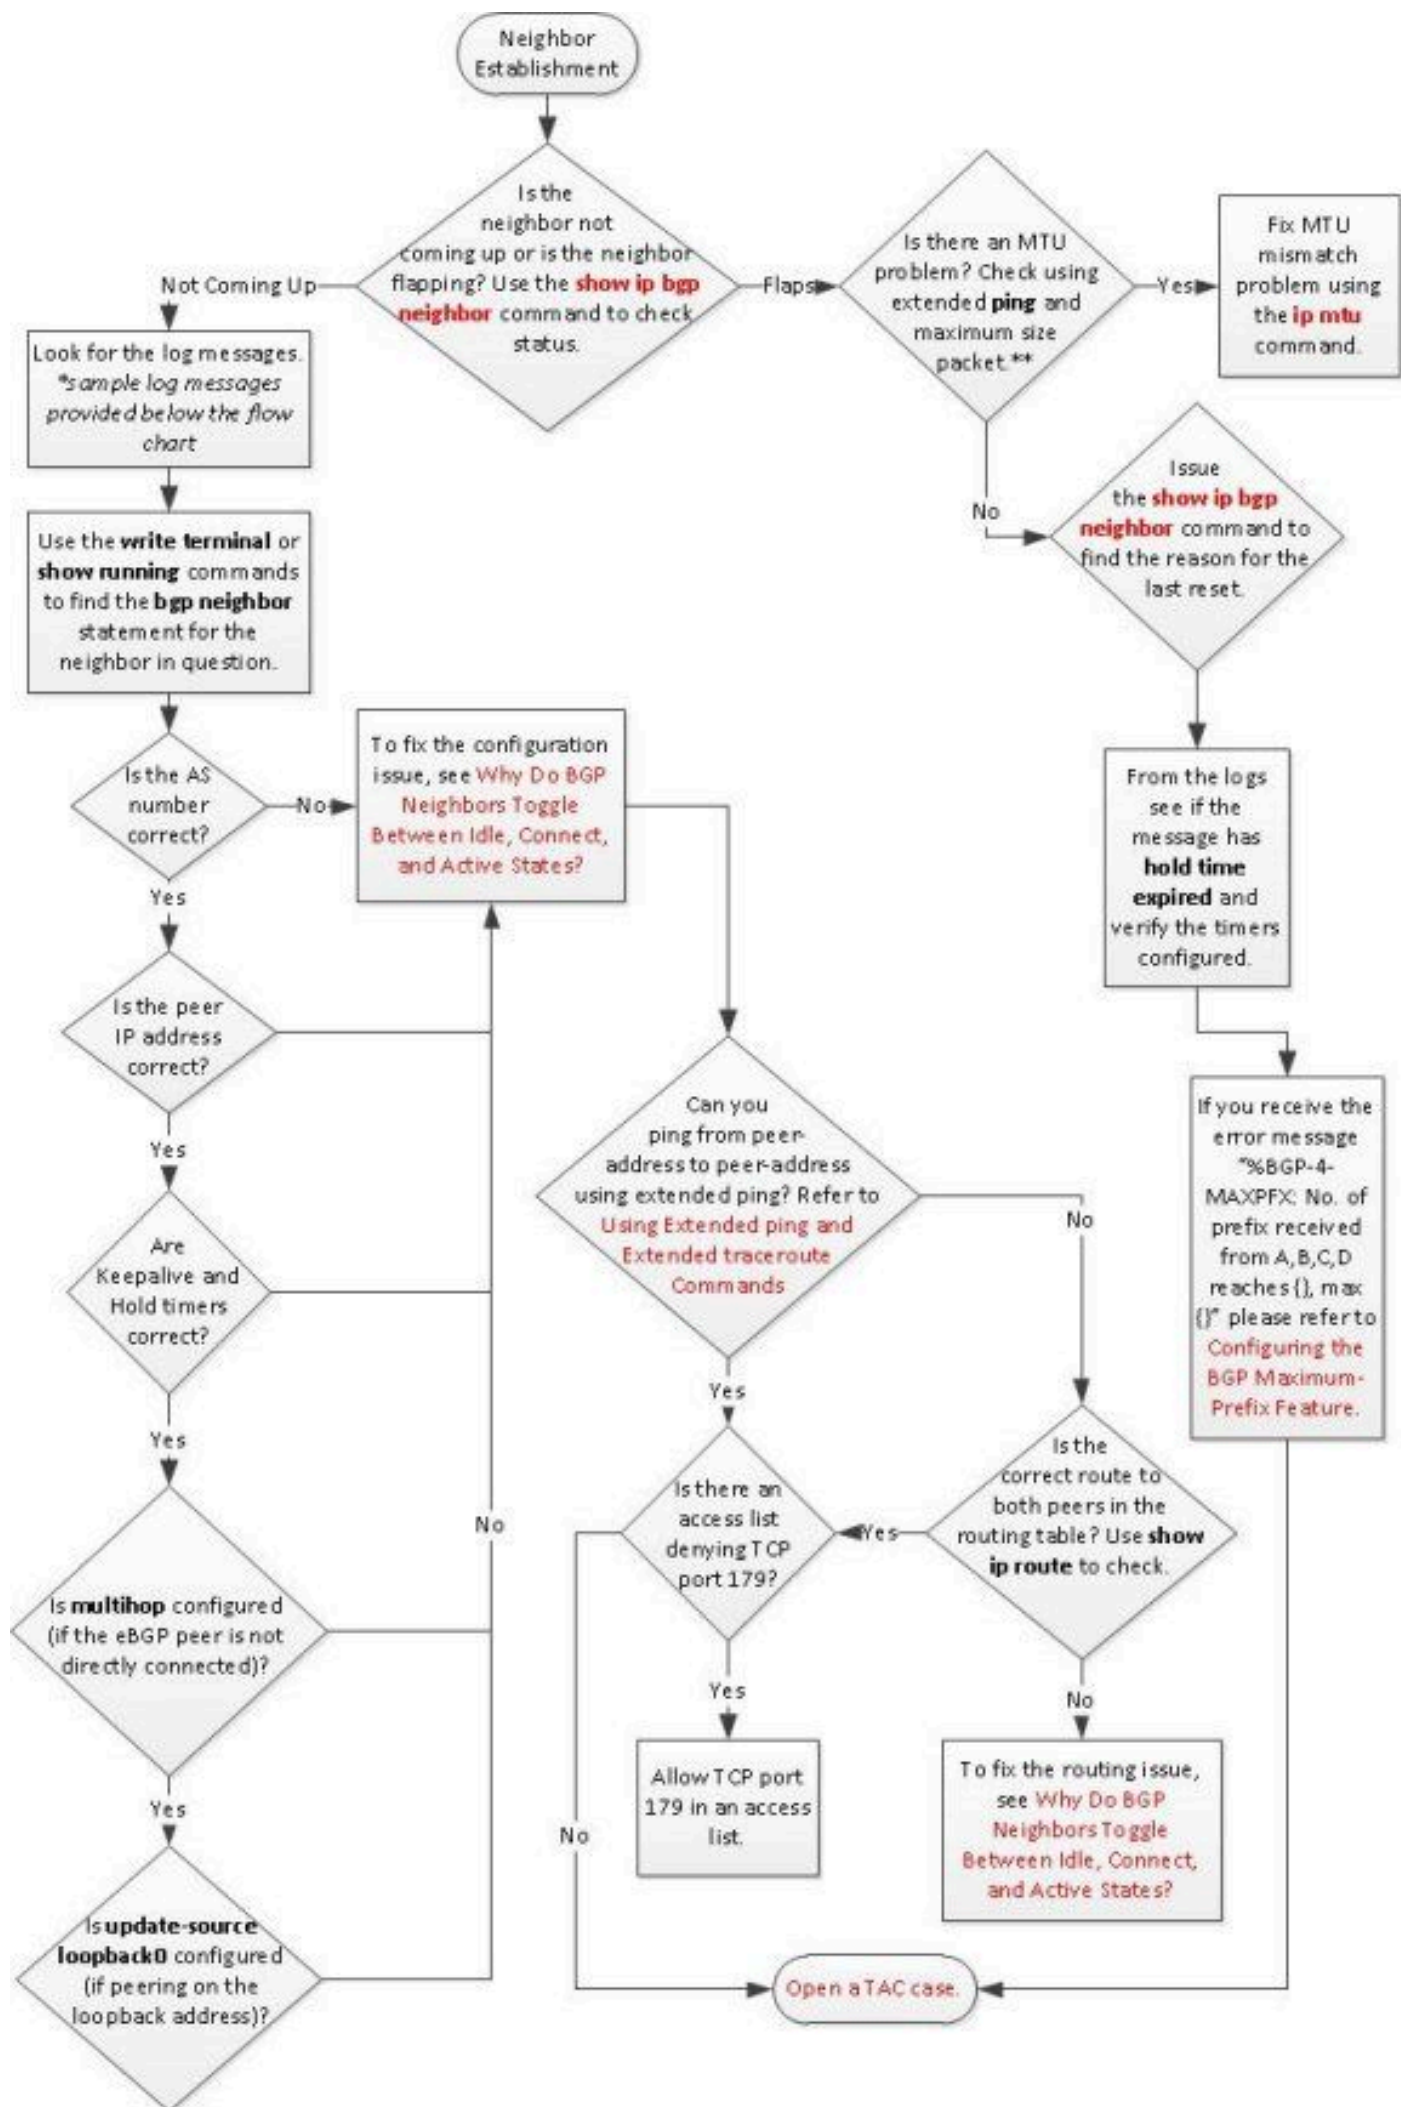 Neighbor
Establishment
Is the
neighbor not
coming up or is the neighbor
flapping? Use the show ip bgp
neighbor command to check
status.
Not Coming Up
Flaps
Is there an MTU
problem? Check using
extended ping and
maximum size
packet.**
Yes
Fix MTU
mismatch
problem using
the ip mtu
command.
Look for the log messages.
*sample log messages
provided below the flow
chart
No
Issue
the show ip bgp
neighbor command to
find the reason for the
last reset.
Use the write terminal or
show running commands
to find the bgp neighbor
statement for the
neighbor in question.
Is the AS
number
correct?
No
To fix the configuration
issue, see Why Do BGP
Neighbors Toggle
Between Idle, Connect,
and Active States?
From the logs
see if the
message has
hold time
expired and
verify the timers
configured.
Yes
Is the peer
IP address
correct?
Yes
Can you
ping from peer-
address to peer-address
using extended ping? Refer to
Using Extended ping and
Extended traceroute
Commands
No
If you receive the
error message
"%BGP-4-
MAXPFX: No. of
prefix received
from A,B,C,D
reaches {}, max
{}" please refer to
Configuring the
BGP Maximum-
Prefix Feature.
Are
Keepalive and
Hold timers
correct?
Yes
Yes
Is there an
access list
denying TCP
port 179?
Yes
Is the
correct route to
both peers in the
routing table? Use show
ip route to check.
No
Is multihop configured
(if the eBGP peer is not
directly connected)?
Yes
No
Yes
Allow TCP port
179 in an access
list.
To fix the routing issue,
see Why Do BGP
Neighbors Toggle
Between Idle, Connect,
and Active States?
No
Is update-source
loopback0 configured
(if peering on the
loopback address)?
Open a TAC case.